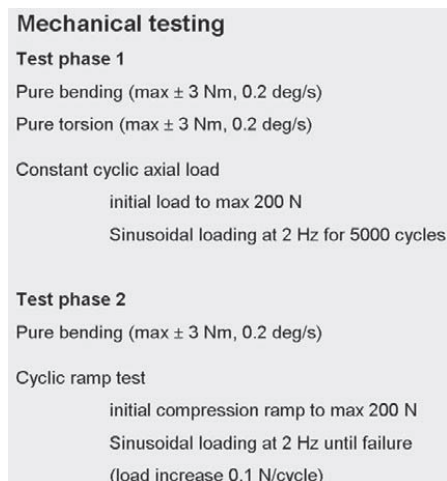 Mechanical testing
Test phase 1
Pure bending (max ± 3 Nm, 0.2 deg/s)
Pure torsion (max ± 3 Nm, 0.2 deg/s)
Constant cyclic axial load
initial load to max 200 N
Sinusoidal loading at 2 Hz for 5000 cycles
Test phase 2
Pure bending (max ± 3 Nm, 0.2 deg/s)
Cyclic ramp test
initial compression ramp to max 200 N
Sinusoidal loading at 2 Hz until failure
(load increase 0.1 N/cycle)